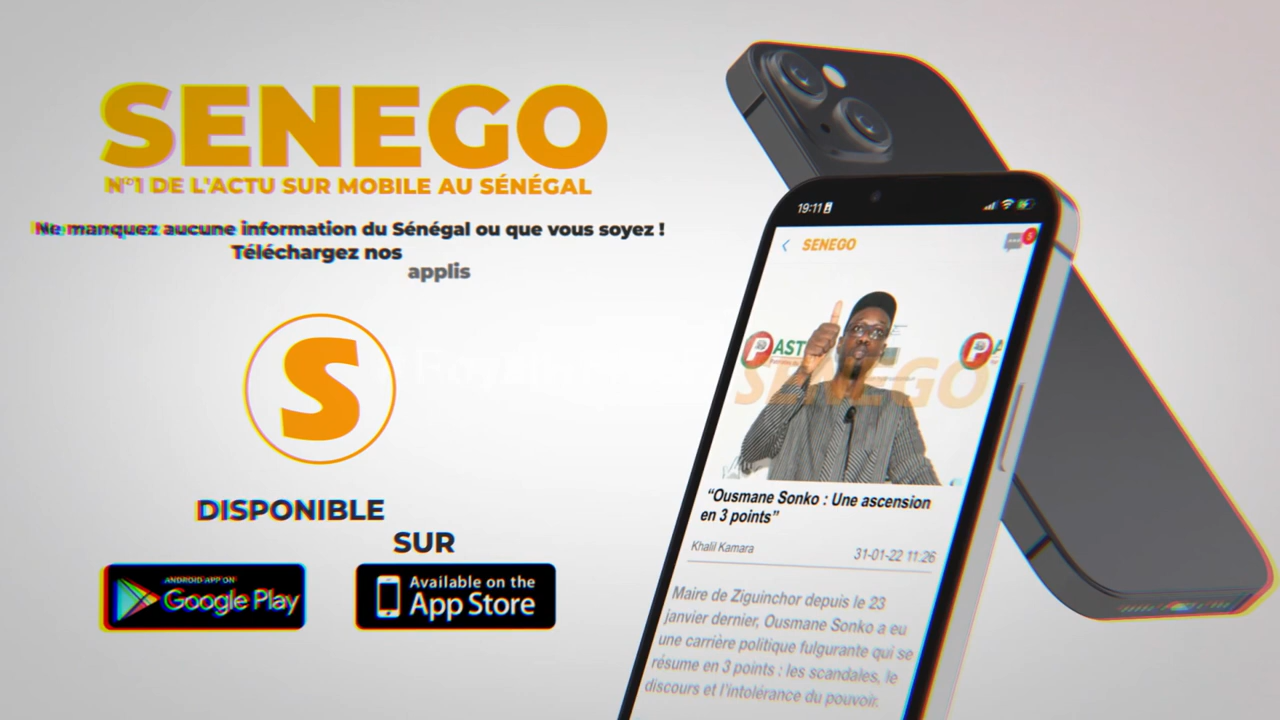 SENEGO
N°1 DE L'ACTU SUR MOBILE AU SÉNÉGAL
Ne manquez aucune information du Sénégal ou que vous soyez !
Téléchargez nos
applis
S
DISPONIBLE
SUR
ANDROID APP ON
Google Play
Available on the
App Store
19:11
SENEGO
5
PAST
PA
SENEGO
“Ousmane Sonko : Une ascension
en 3 points”
Khalil Kamara
31-01-22 11:26
Maire de Ziguinchor depuis le 23
janvier dernier, Ousmane Sonko a eu
une carrière politique fulgurante qui se
résume en 3 points : les scandales, le
discours et l'intolérance du pouvoir.